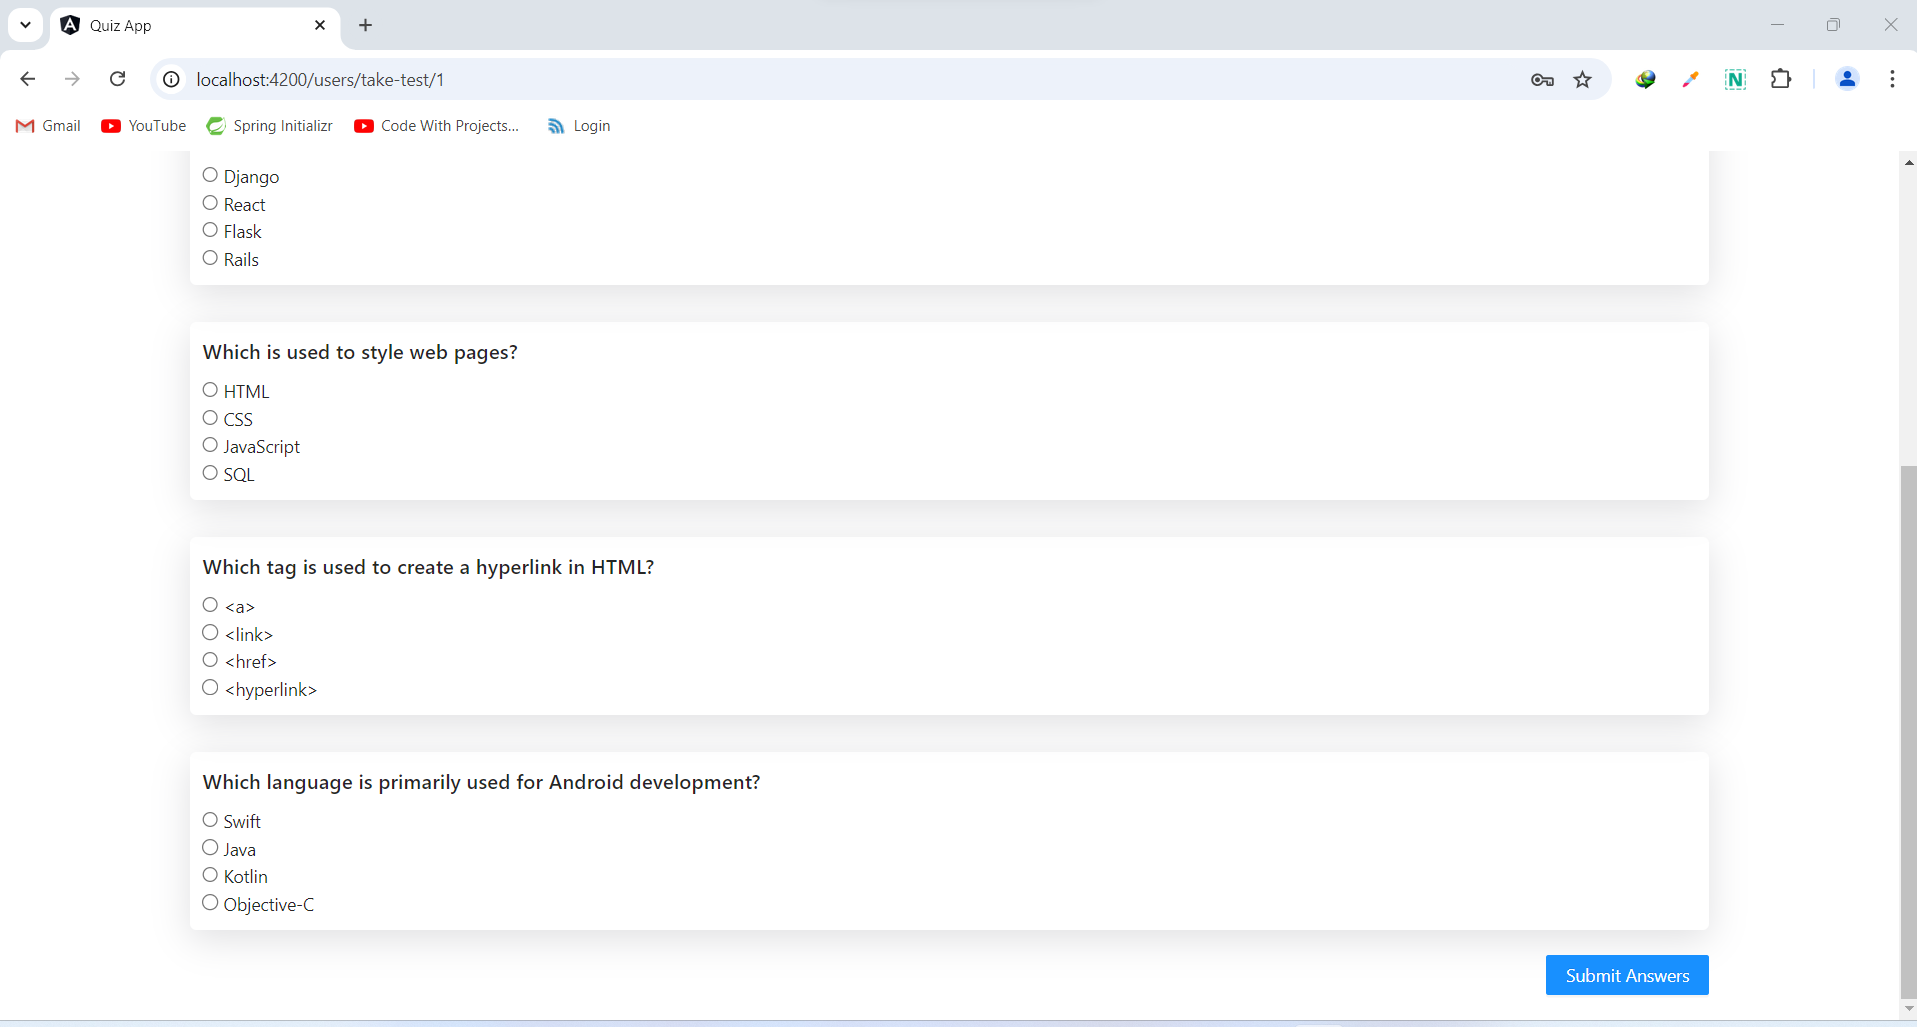 Quiz App
localhost:4200/users/take-test/1
Gmail YouTube Spring Initializr Code With Projects... Login
Django
React
Flask
Rails
Which is used to style web pages?
HTML
CSS
JavaScript
SQL
Which tag is used to create a hyperlink in HTML?
<a>
<link>
<href>
<hyperlink>
Which language is primarily used for Android development?
Swift
Java
Kotlin
Objective-C
Submit Answers